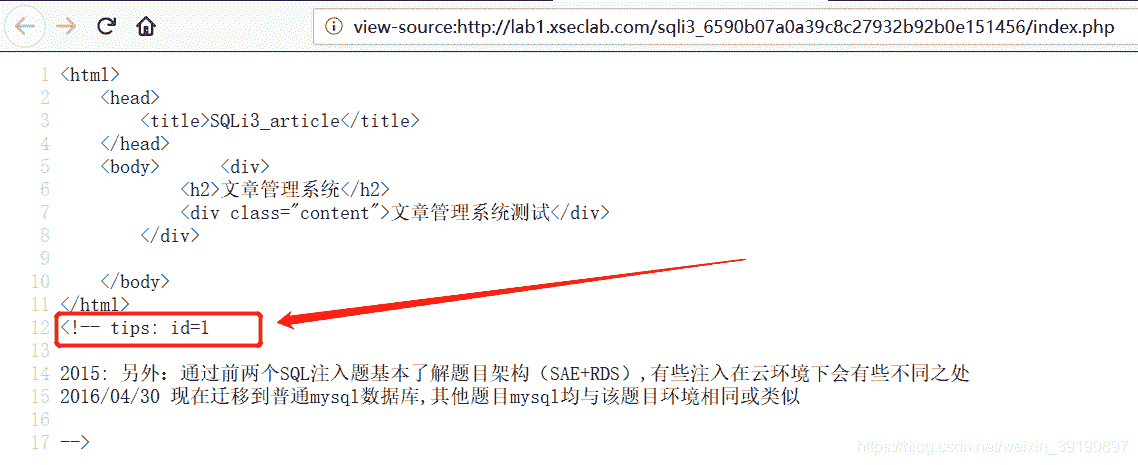 view-source:http://lab1.xseclab.com/sqli3_6590b07a0a39c8c27932b92b0e151456/index.php
1 <html>
2 <head>
3 <title>SQLi3_article</title>
4 </head>
5 <body> <div>
6 <h2>文章管理系统</h2>
7 <div class="content">文章管理系统测试</div>
8 </div>
9
10 </body>
11 </html>
12 <!-- tips: id=1
13
14 2015: 另外：通过前两个SQL注入题基本了解题目架构（SAE+RDS）,有些注入在云环境下会有些不同之处
15 2016/04/30 现在迁移到普通mysql数据库,其他题目mysql均与该题目环境相同或类似
16
17 -->
https://blog.csdn.net/weixin_39190897